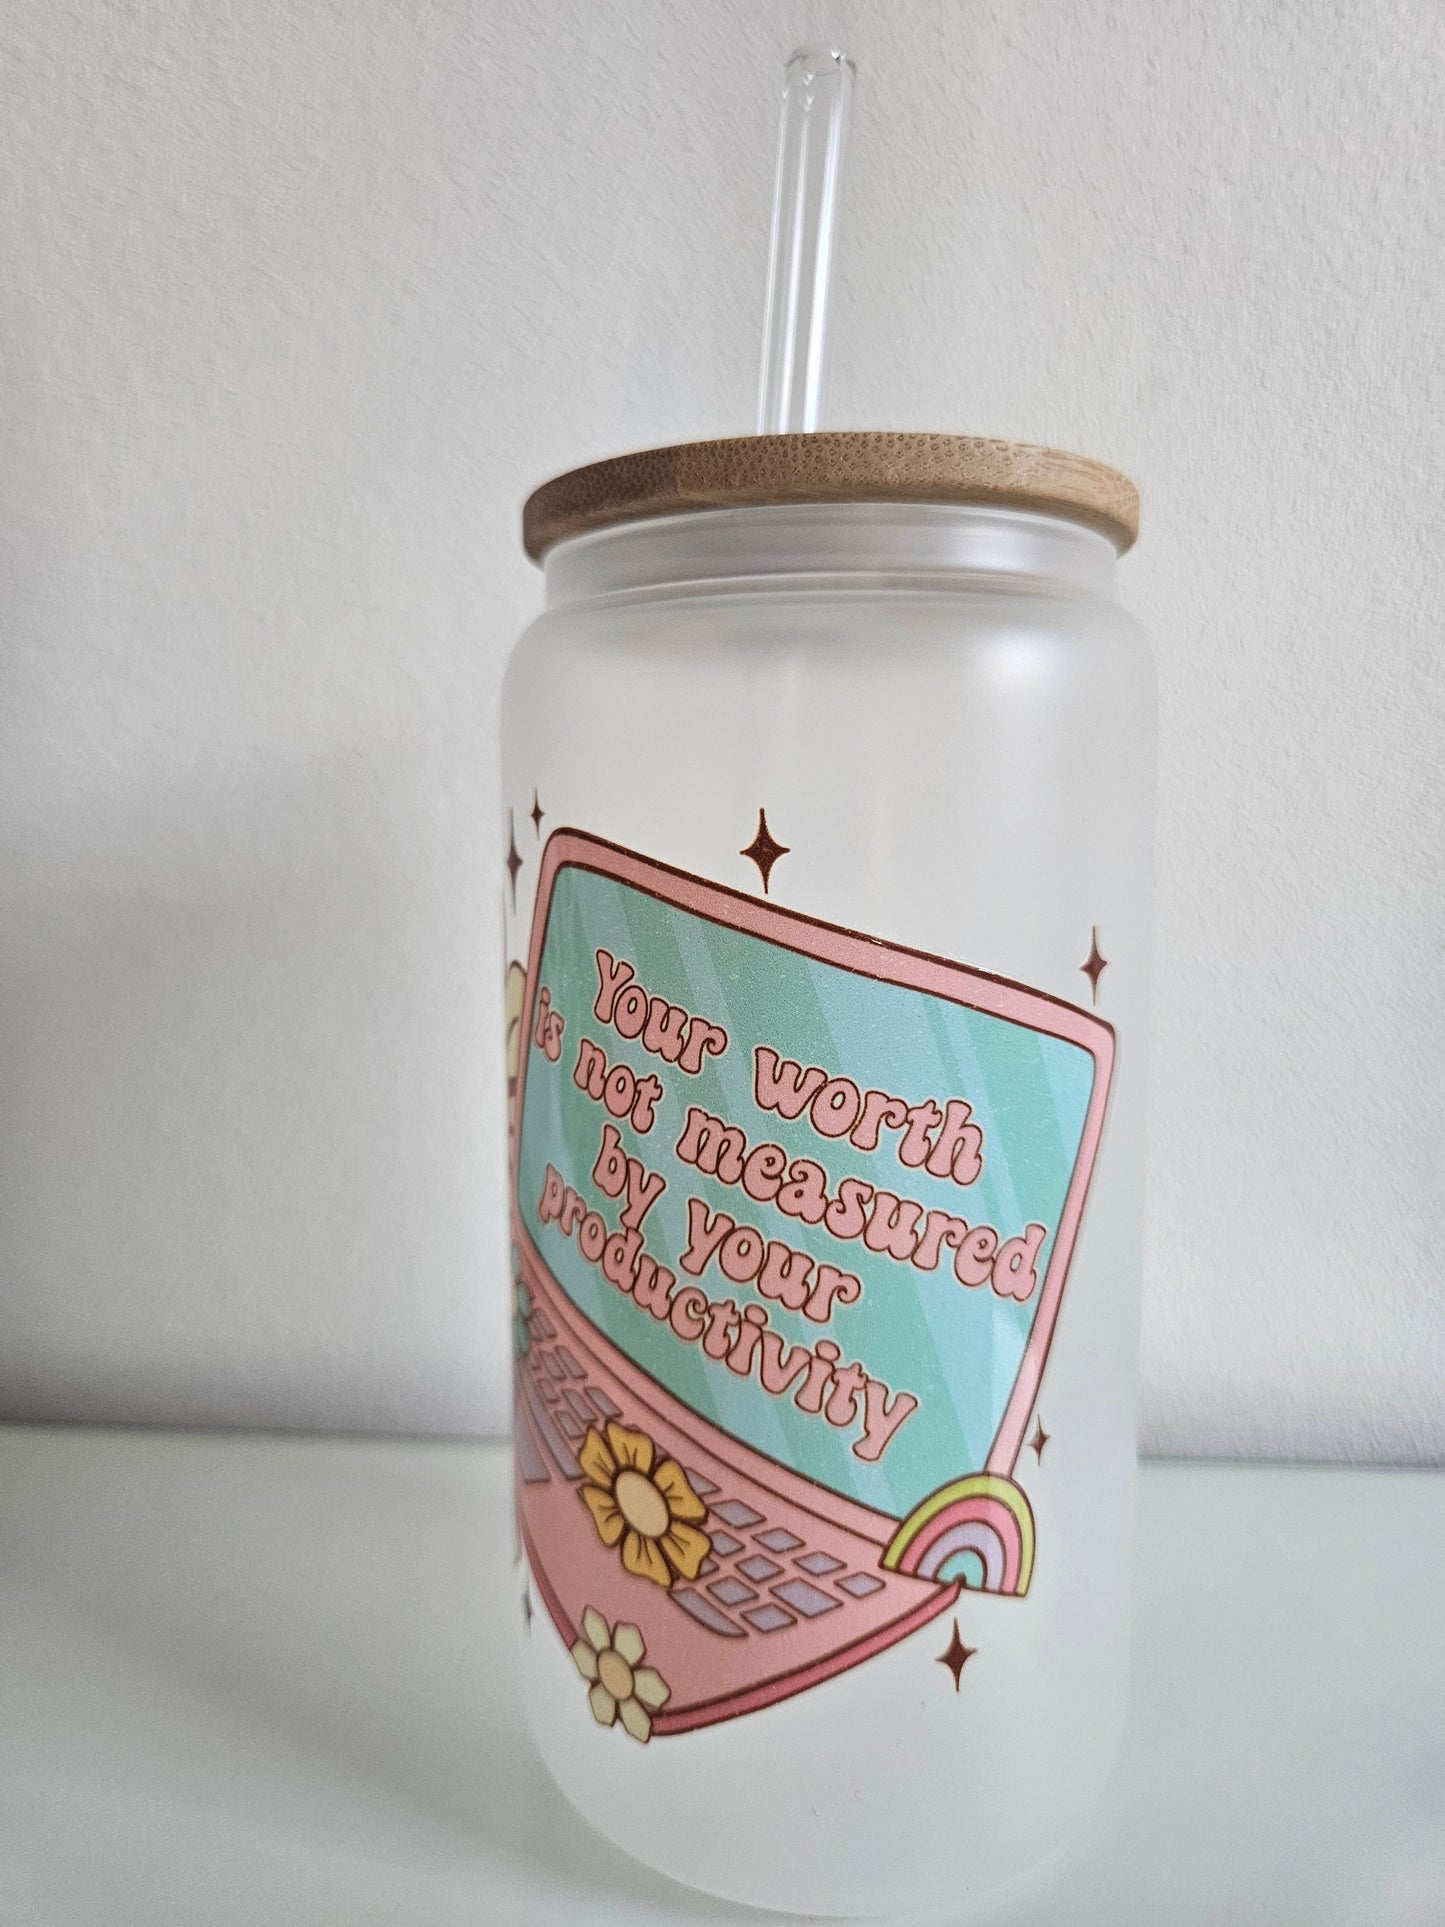 Your worth
is not measured
by your
productivity